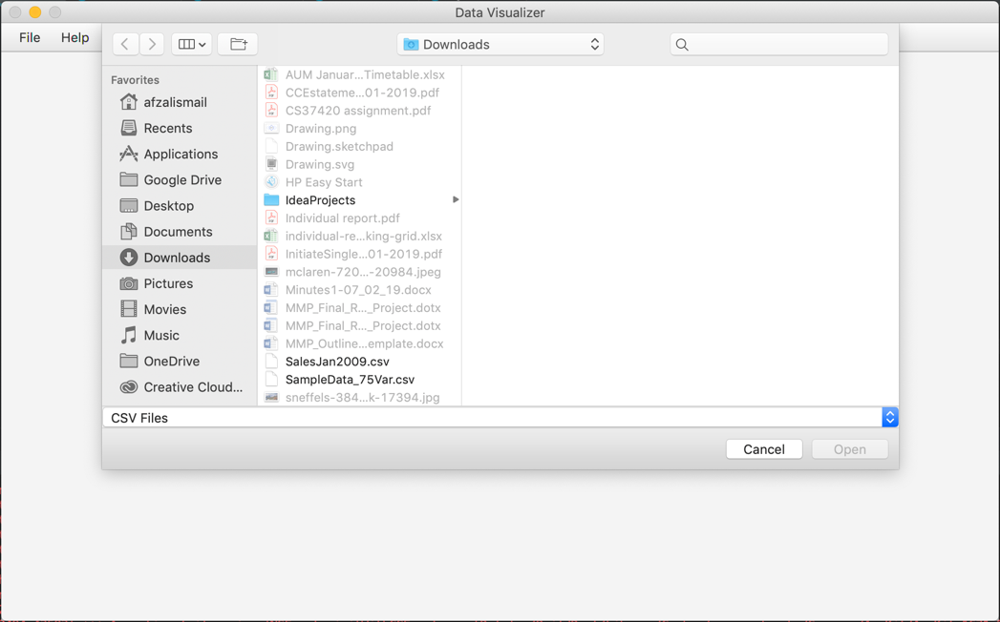 Data Visualizer
File Help
Downloads
Favorites
afzalismail
Recents
Applications
Google Drive
Desktop
Documents
Downloads
Pictures
Movies
Music
OneDrive
Creative Cloud...
AUM Januar...Timetable.xlsx
CCEstateme...01-2019.pdf
CS37420 assignment.pdf
Drawing.png
Drawing.sketchpad
Drawing.svg
HP Easy Start
IdeaProjects
Individual report.pdf
individual-re...king-grid.xlsx
InitiateSingle...01-2019.pdf
mclaren-720...-20984.jpeg
Minutes1-07_02_19.docx
MMP_Final_R..._Project.dotx
MMP_Final_R..._Project.dotx
MMP_Outline...emplate.docx
SalesJan2009.csv
SampleData_75Var.csv
sneffels-384...k-17394.jpg
CSV Files
Cancel Open